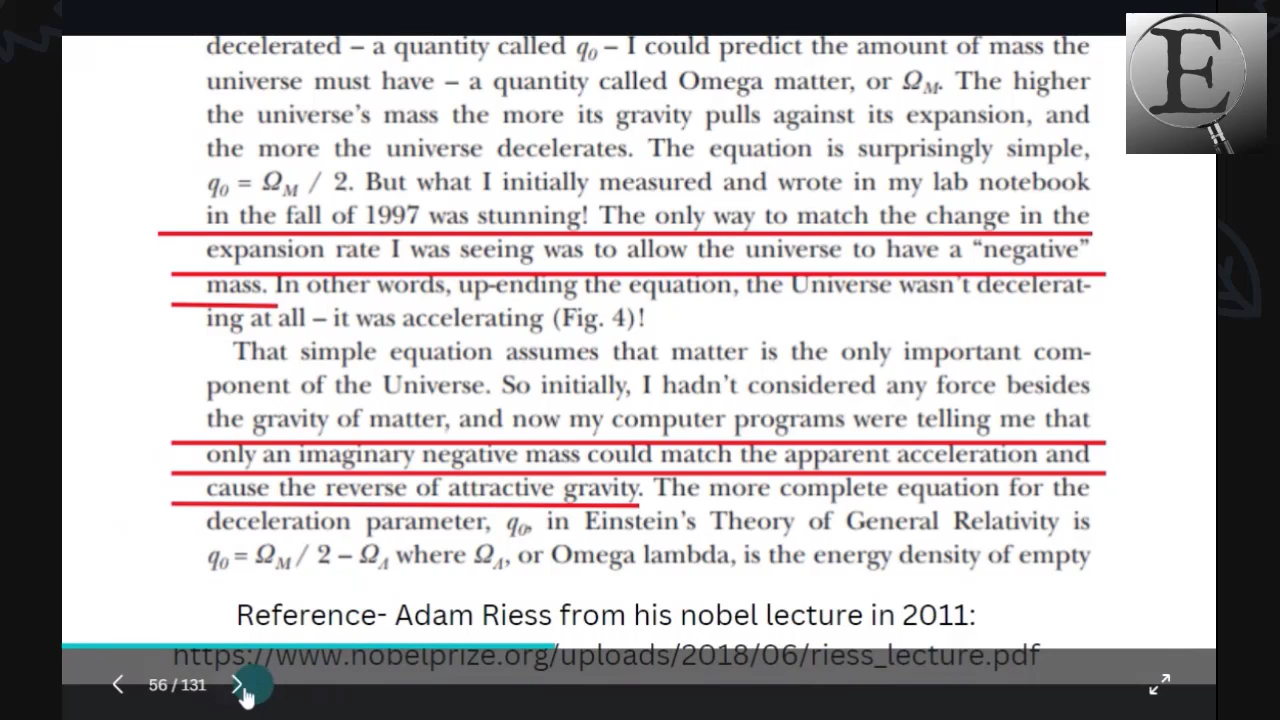 decelerated – a quantity called q₀ – I could predict the amount of mass the
universe must have – a quantity called Omega matter, or Ω_M. The higher
the universe's mass the more its gravity pulls against its expansion, and
the more the universe decelerates. The equation is surprisingly simple,
q₀ = Ω_M / 2. But what I initially measured and wrote in my lab notebook
in the fall of 1997 was stunning! The only way to match the change in the
expansion rate I was seeing was to allow the universe to have a “negative”
mass. In other words, up-ending the equation, the Universe wasn't decelerat-
ing at all – it was accelerating (Fig. 4)!
That simple equation assumes that matter is the only important com-
ponent of the Universe. So initially, I hadn't considered any force besides
the gravity of matter, and now my computer programs were telling me that
only an imaginary negative mass could match the apparent acceleration and
cause the reverse of attractive gravity. The more complete equation for the
deceleration parameter, q₀, in Einstein's Theory of General Relativity is
q₀ = Ω_M / 2 – Ω_Λ where Ω_Λ, or Omega lambda, is the energy density of empty
Reference- Adam Riess from his nobel lecture in 2011:
https://www.nobelprize.org/uploads/2018/06/riess_lecture.pdf
56 / 131
E